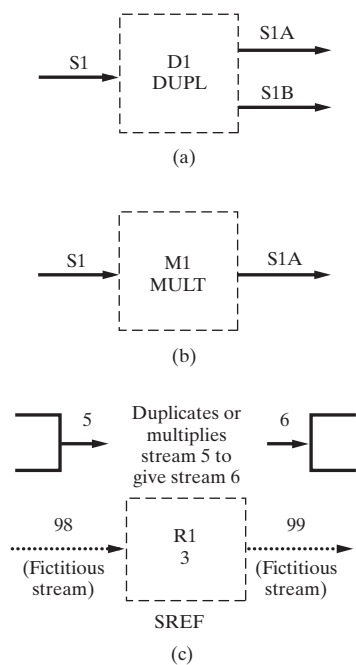 S1
D1
DUPL
S1A
S1B
(a)
S1
M1
MULT
S1A
(b)
5
Duplicates or
multiplies
stream 5 to
give stream 6
6
98
(Fictitious
stream)
R1
3
99
(Fictitious
stream)
SREF
(c)